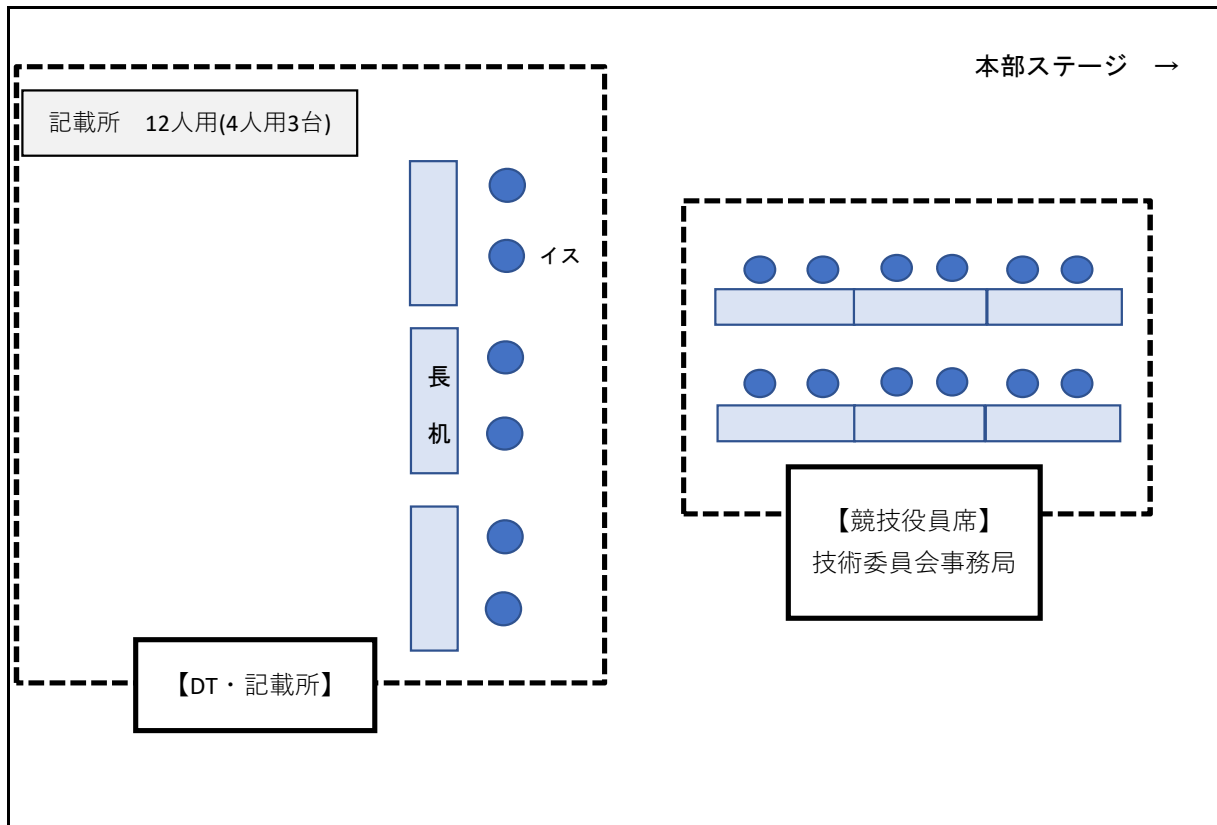 本部ステージ　→
記載所　12人用(4人用3台)
イス
長
机
【競技役員席】
技術委員会事務局
【DT・記載所】